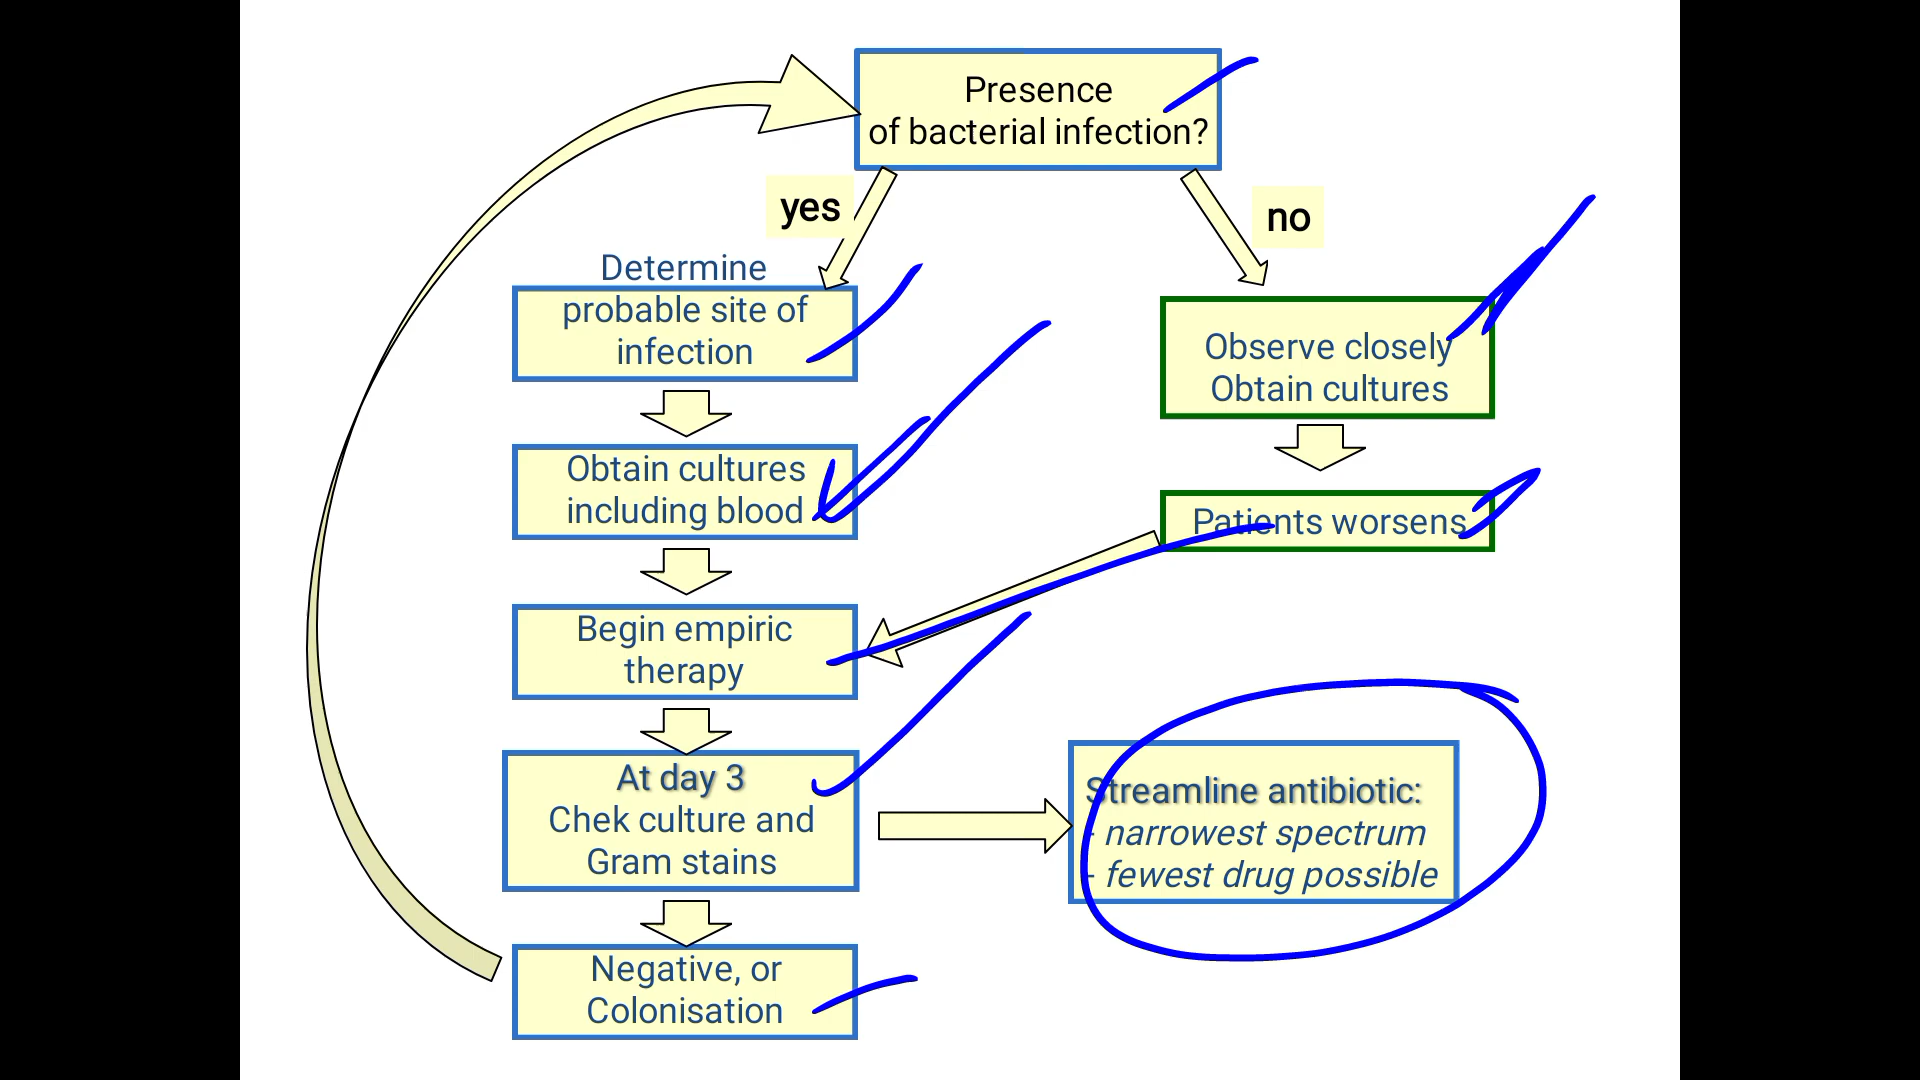 Presence
of bacterial infection?
yes
no
Determine
probable site of
infection
Observe closely
Obtain cultures
Obtain cultures
including blood
Patients worsens
Begin empiric
therapy
At day 3
Chek culture and
Gram stains
Streamline antibiotic:
- narrowest spectrum
- fewest drug possible
Negative, or
Colonisation